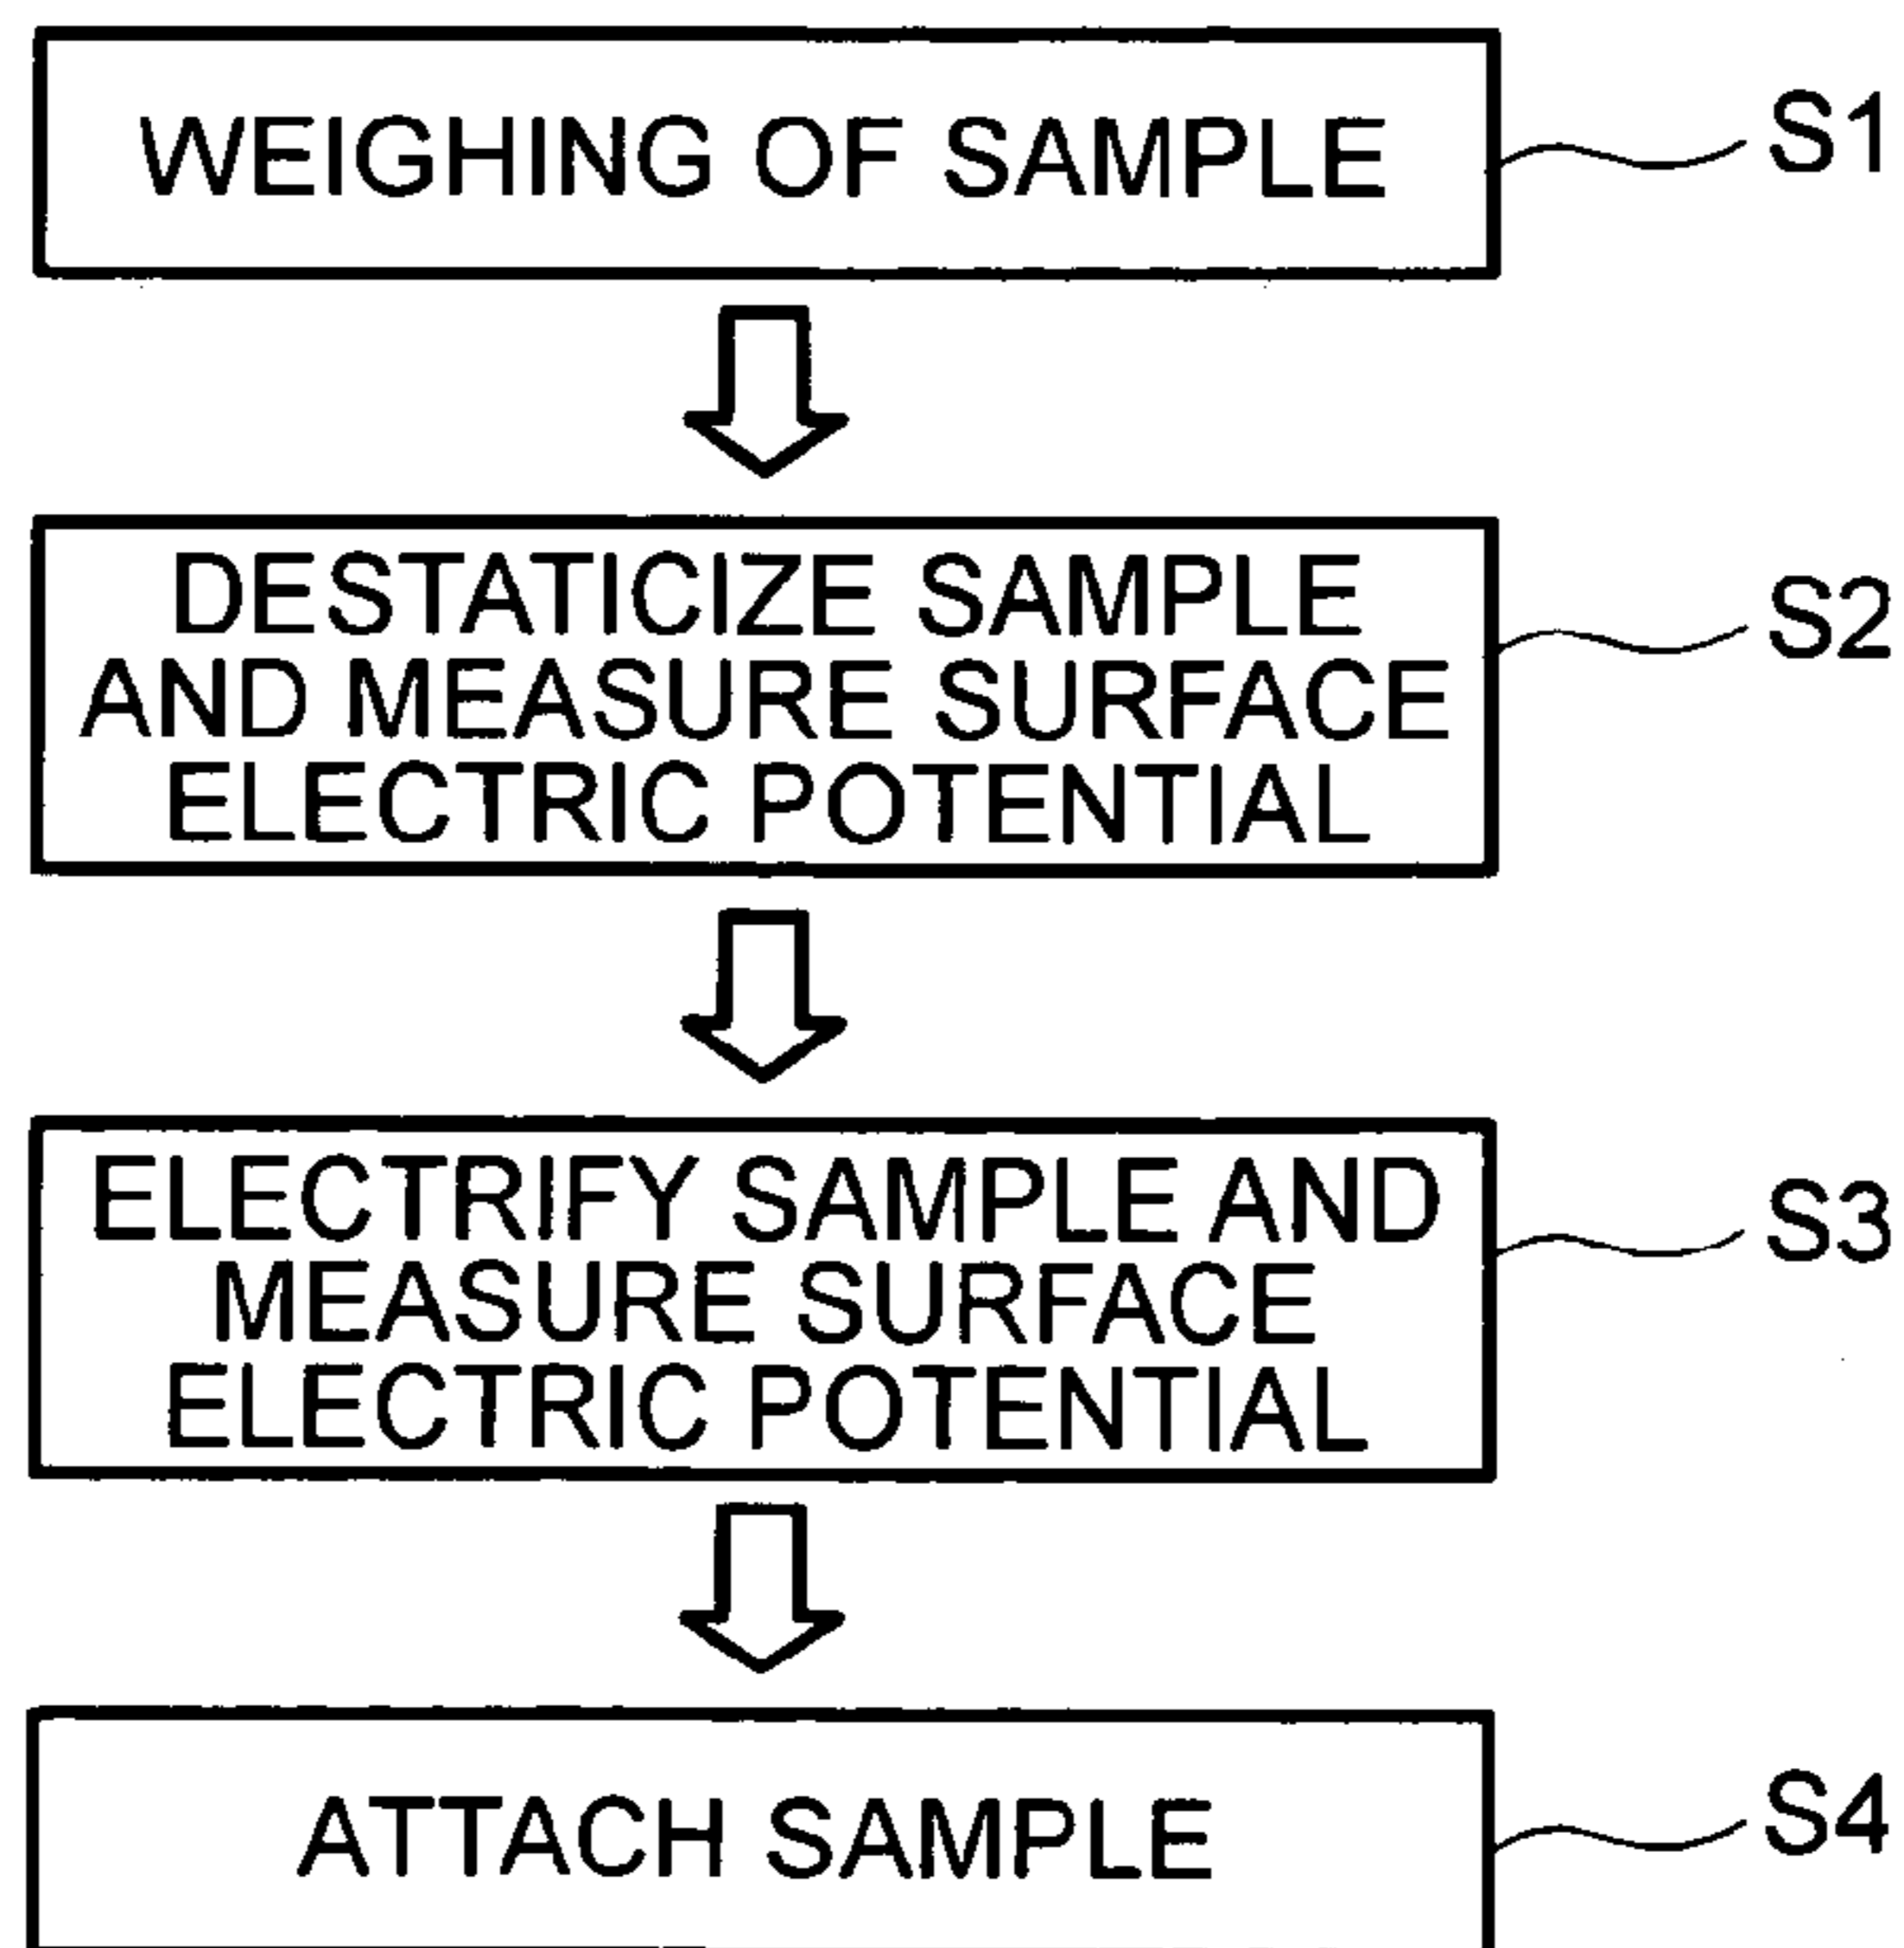 WEIGHING OF SAMPLE
S1
DESTATICIZE SAMPLE
AND MEASURE SURFACE
ELECTRIC POTENTIAL
S2
ELECTRIFY SAMPLE AND
MEASURE SURFACE
ELECTRIC POTENTIAL
S3
ATTACH SAMPLE
S4